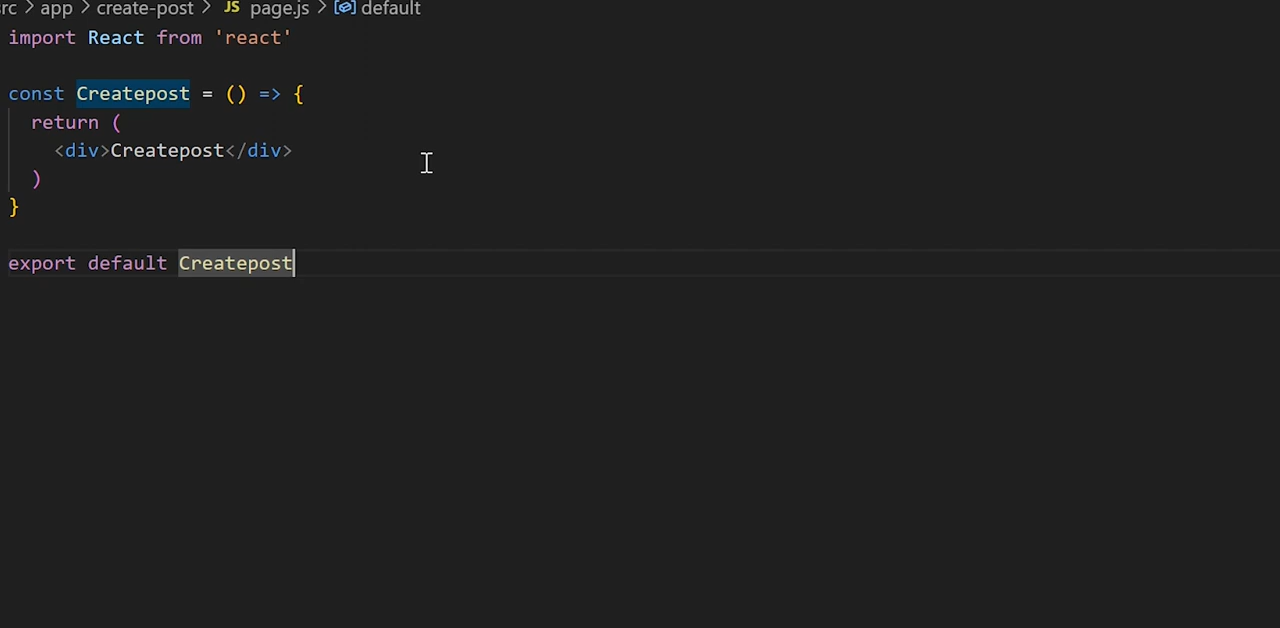 rc > app > create-post > JS page.js > default
import React from 'react'
const Createpost = () => {
return (
<div>Createpost</div>
)
}
export default Createpost